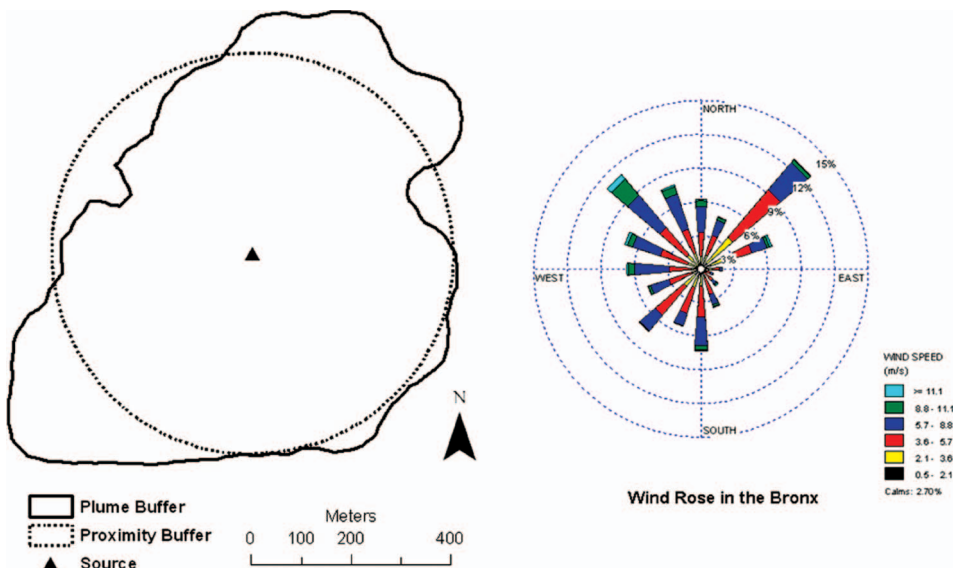 N
Plume Buffer
Proximity Buffer
Source
Meters
0 100 200 400
NORTH
15%
12%
9%
6%
3%
WEST
EAST
SOUTH
WIND SPEED
(m/s)
>= 11.1
8.8 - 11.1
5.7 - 8.8
3.6 - 5.7
2.1 - 3.6
0.5 - 2.1
Calms: 2.70%
Wind Rose in the Bronx